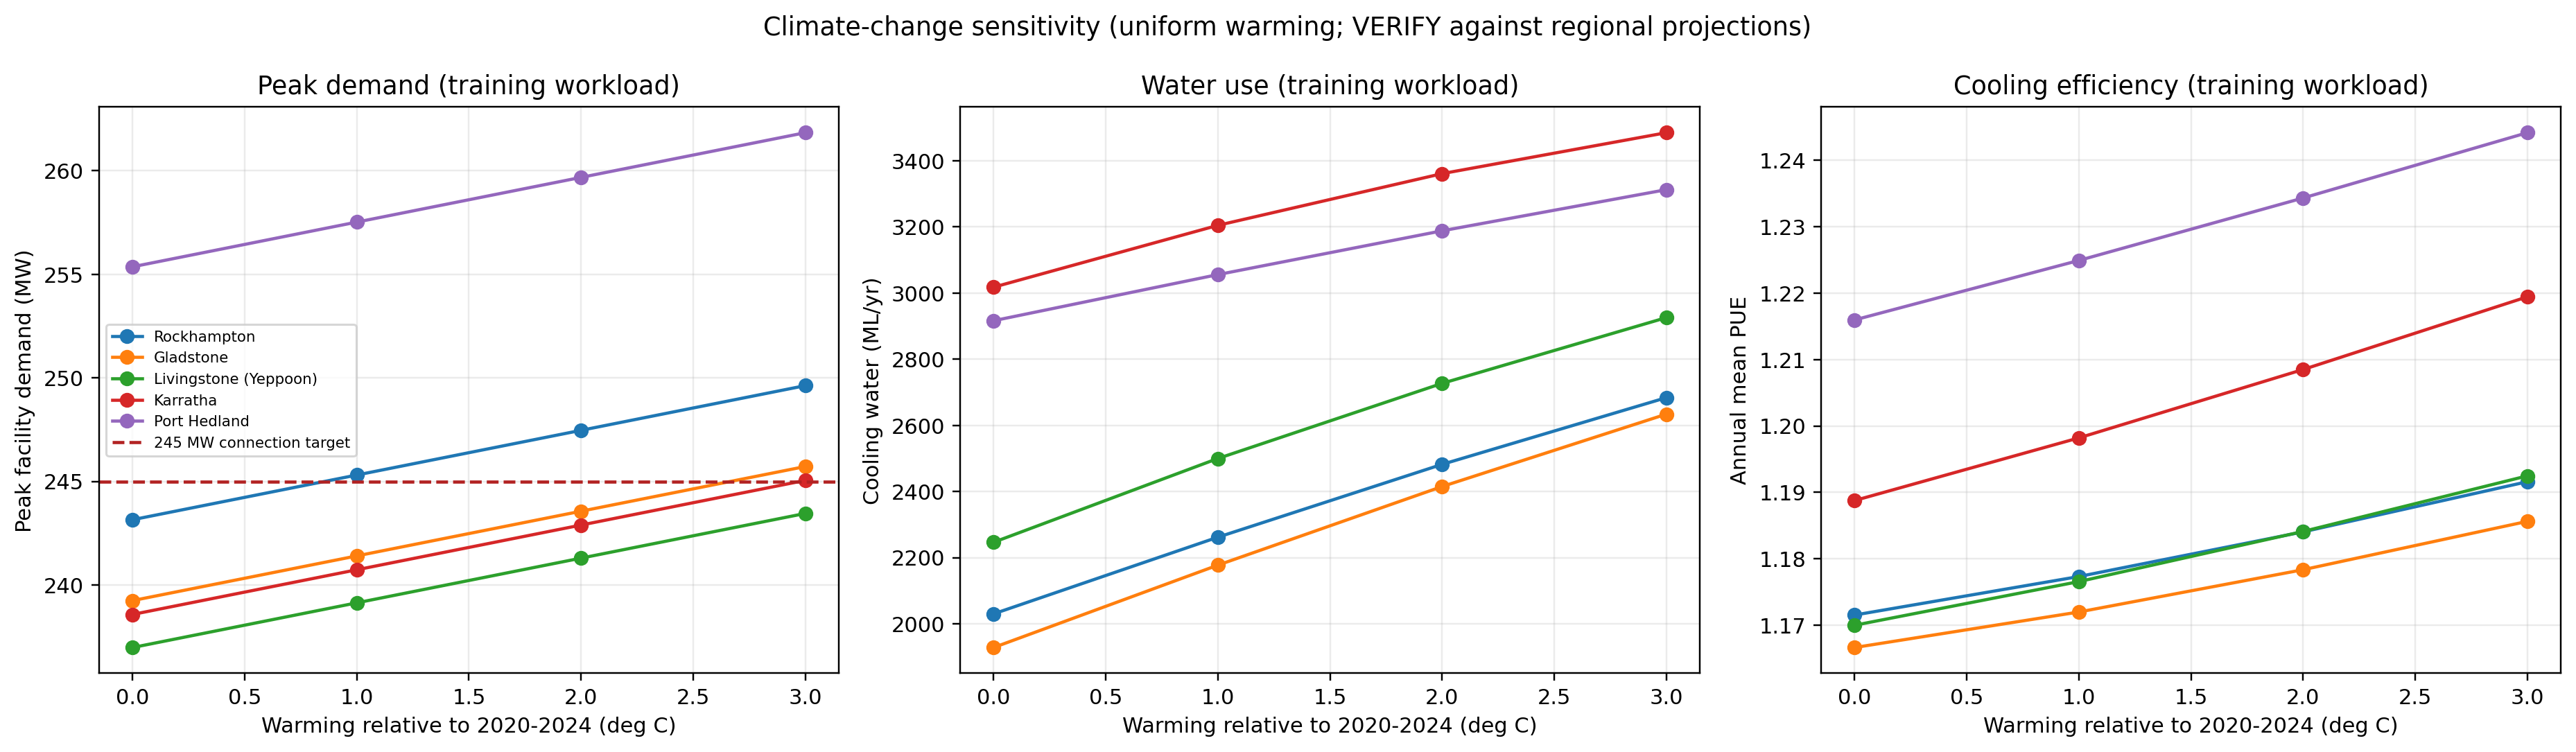 Climate-change sensitivity (uniform warming; VERIFY against regional projections)
Peak demand (training workload)
Peak facility demand (MW)
260
255
250
245
240
Rockhampton
Gladstone
Livingstone (Yeppoon)
Karratha
Port Hedland
245 MW connection target
0.0 0.5 1.0 1.5 2.0 2.5 3.0
Warming relative to 2020-2024 (deg C)
Water use (training workload)
Cooling water (ML/yr)
3400
3200
3000
2800
2600
2400
2200
2000
0.0 0.5 1.0 1.5 2.0 2.5 3.0
Warming relative to 2020-2024 (deg C)
Cooling efficiency (training workload)
Annual mean PUE
1.24
1.23
1.22
1.21
1.20
1.19
1.18
1.17
0.0 0.5 1.0 1.5 2.0 2.5 3.0
Warming relative to 2020-2024 (deg C)